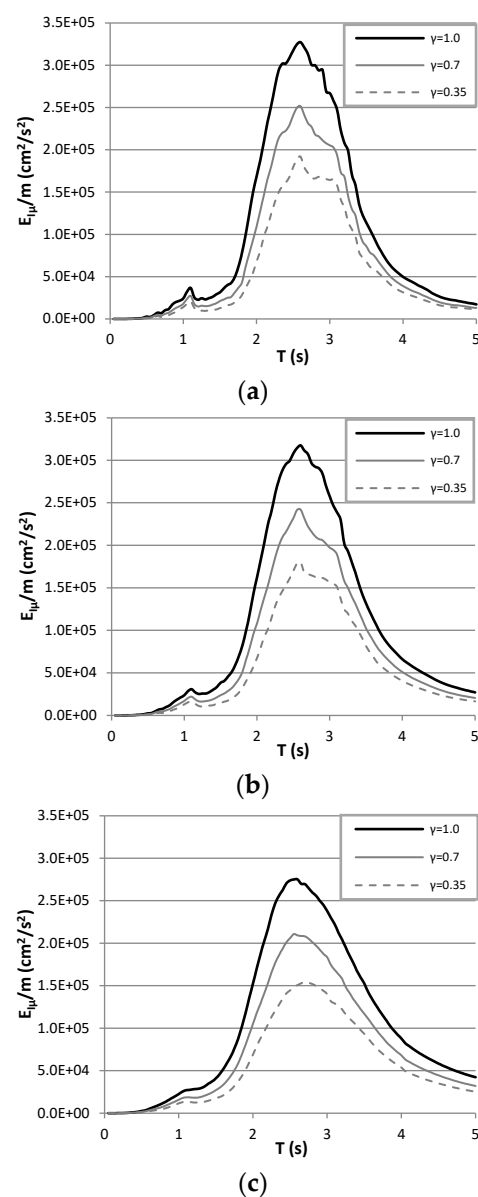 3.5E+05
3.0E+05
2.5E+05
2.0E+05
1.5E+05
1.0E+05
5.0E+04
0.0E+00
E_Iμ/m (cm²/s²)
γ=1.0
γ=0.7
γ=0.35
0 1 2 3 4 5
T (s)
(a)
3.5E+05
3.0E+05
2.5E+05
2.0E+05
1.5E+05
1.0E+05
5.0E+04
0.0E+00
E_Iμ/m (cm²/s²)
γ=1.0
γ=0.7
γ=0.35
0 1 2 3 4 5
T (s)
(b)
3.5E+05
3.0E+05
2.5E+05
2.0E+05
1.5E+05
1.0E+05
5.0E+04
0.0E+00
E_Iμ/m (cm²/s²)
γ=1.0
γ=0.7
γ=0.35
0 1 2 3 4 5
T (s)
(c)